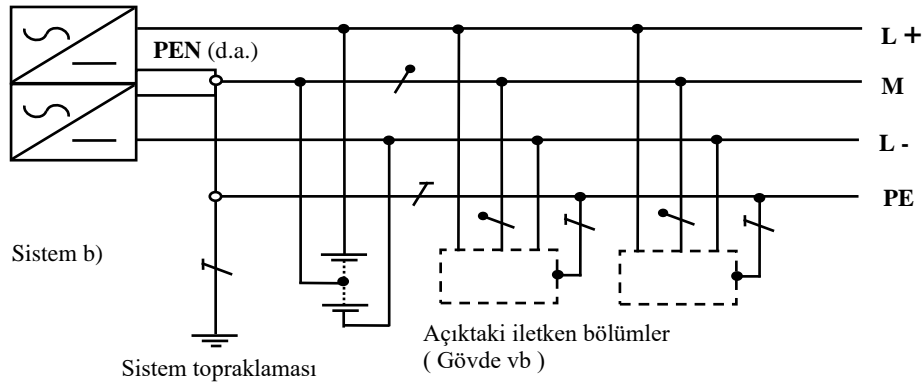 L +
PEN (d.a.)
M
L -
PE
Sistem b)
Açıktaki iletken bölümler
( Gövde vb )
Sistem topraklaması